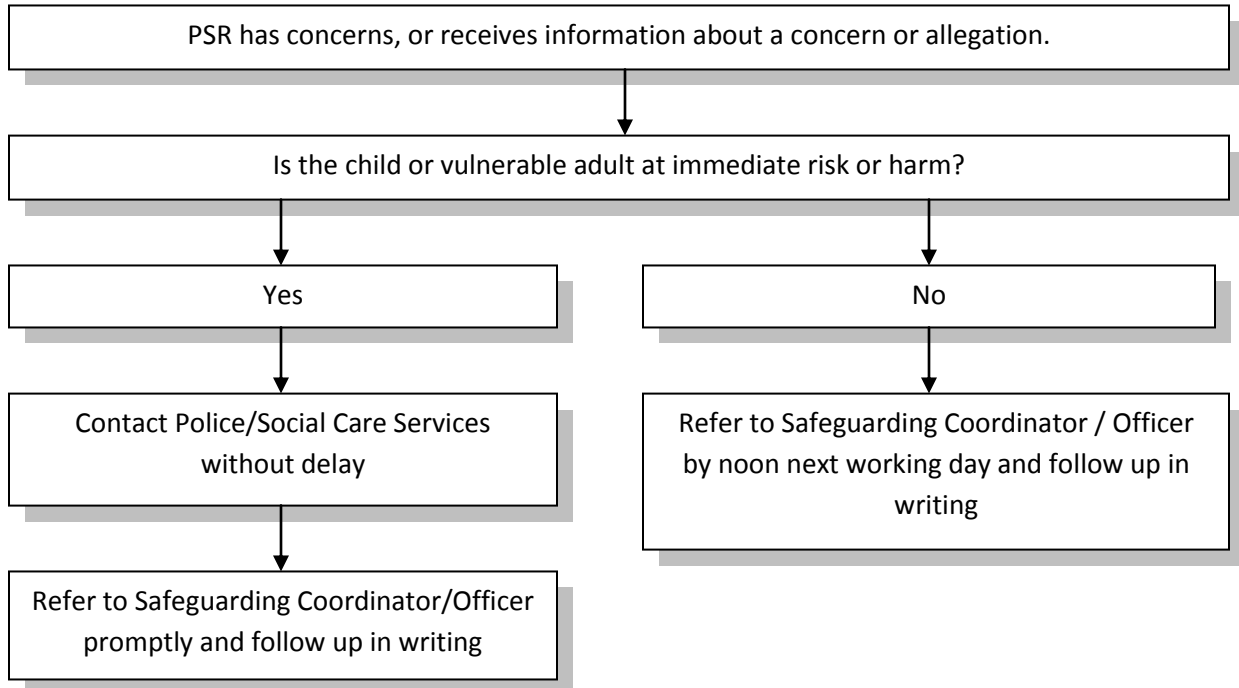 PSR has concerns, or receives information about a concern or allegation.
Is the child or vulnerable adult at immediate risk or harm?
Yes
No
Contact Police/Social Care Services
without delay
Refer to Safeguarding Coordinator / Officer
by noon next working day and follow up in
writing
Refer to Safeguarding Coordinator/Officer
promptly and follow up in writing